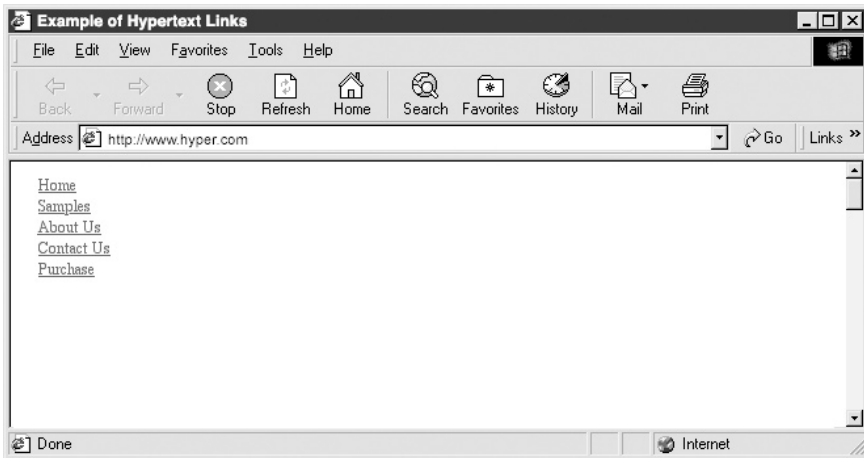 Example of Hypertext Links
File Edit View Favorites Tools Help
Back Forward Stop Refresh Home Search Favorites History Mail Print
Address http://www.hyper.com Go Links »
Home
Samples
About Us
Contact Us
Purchase
Done Internet